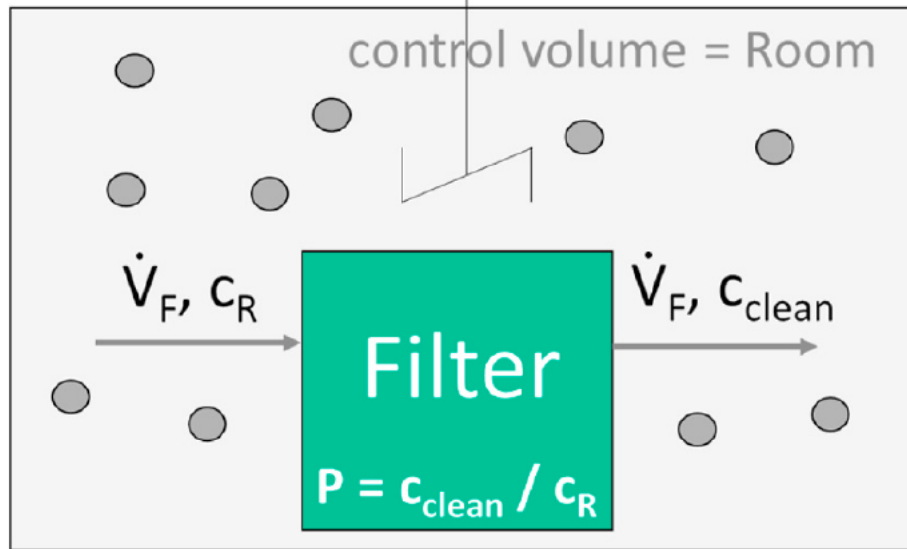 control volume = Room
V̇F, cR
V̇F, cclean
Filter
P = cclean / cR